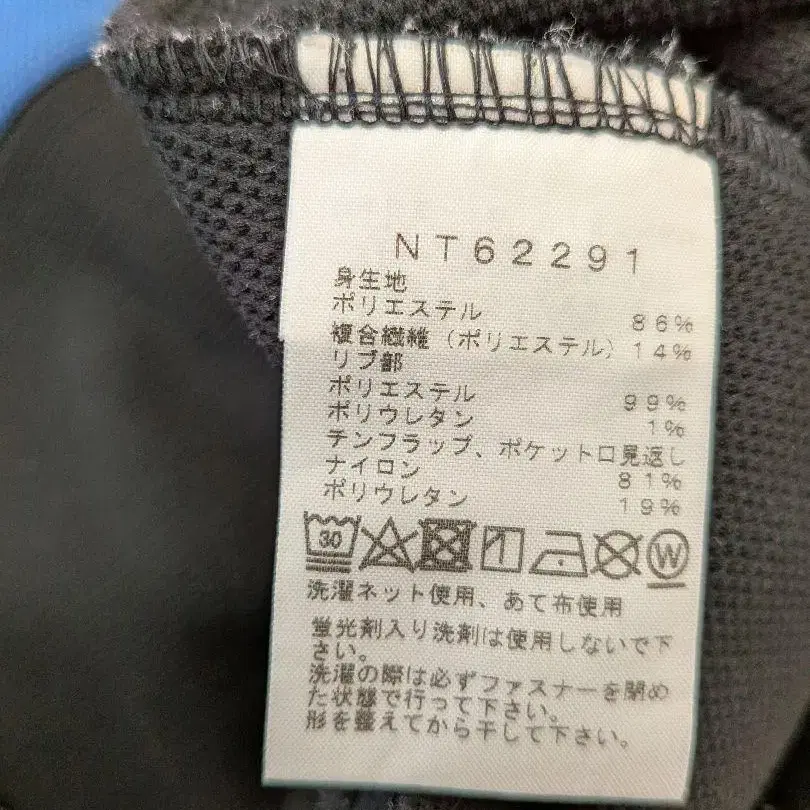 NT62291
身生地
ポリエステル 86%
複合繊維(ポリエステル) 14%
リブ部
ポリエステル 99%
ポリウレタン 1%
テンフラップ、ポケット口見返し
ナイロン 81%
ポリウレタン 19%
30 W
洗濯ネット使用、あて布使用
蛍光剤入り洗剤は使用しないで下
さい。
洗濯の際は必ずファスナーを閉め
た状態で行って下さい。
形を整えてから干して下さい。